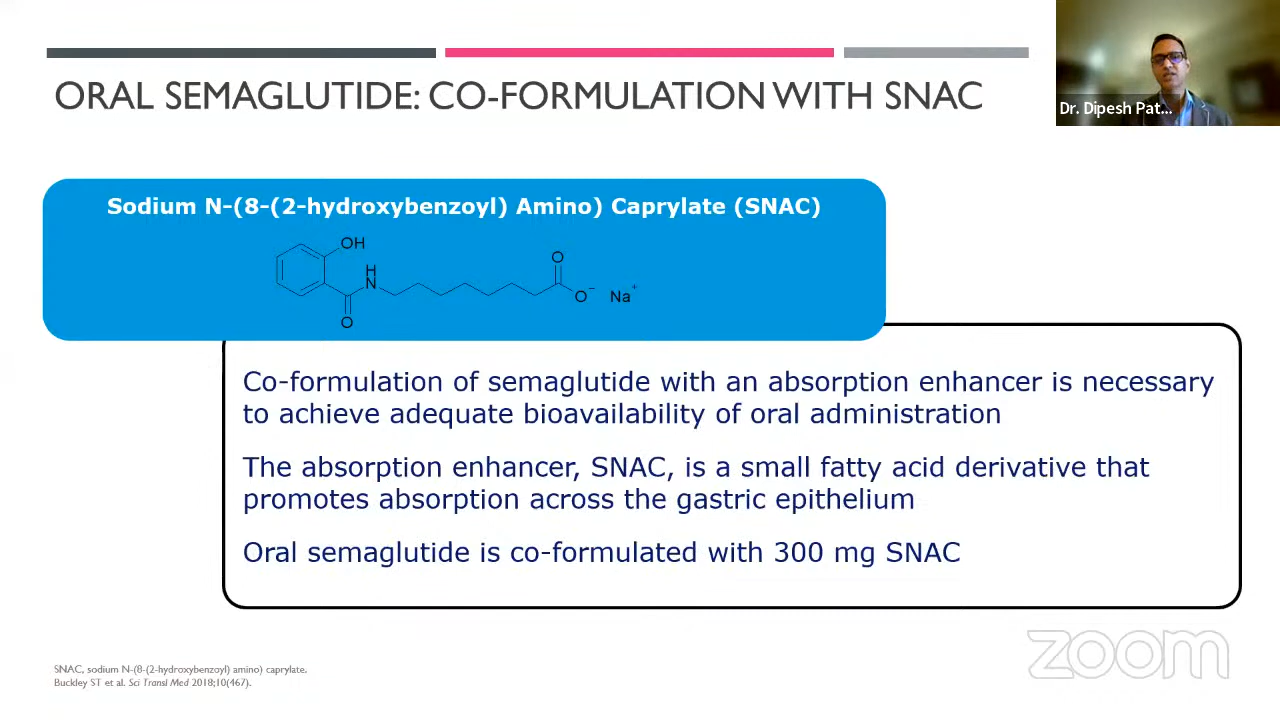 ORAL SEMAGLUTIDE: CO-FORMULATION WITH SNAC
Dr. Dipesh Pat...
Sodium N-(8-(2-hydroxybenzoyl) Amino) Caprylate (SNAC)
OH
H
N
O
O
O⁻ Na⁺
Co-formulation of semaglutide with an absorption enhancer is necessary
to achieve adequate bioavailability of oral administration
The absorption enhancer, SNAC, is a small fatty acid derivative that
promotes absorption across the gastric epithelium
Oral semaglutide is co-formulated with 300 mg SNAC
zoom
SNAC, sodium N-(8-(2-hydroxybenzoyl) amino) caprylate.
Buckley ST et al. Sci Transl Med 2018;10(467).